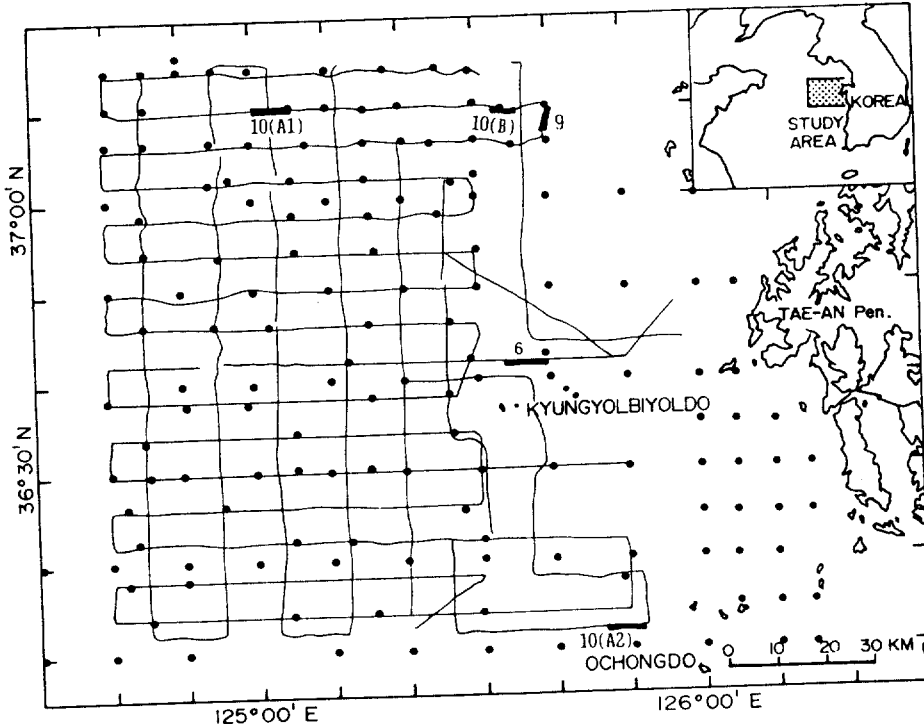 KOREA
STUDY
AREA
10(A1)
10(B)
9
37°00' N
TAE-AN Pen.
6
KYUNGYOLBIYOLDO
36°30' N
10(A2)
OCHONGDO
0 10 20 30 KM
125°00' E
126°00' E